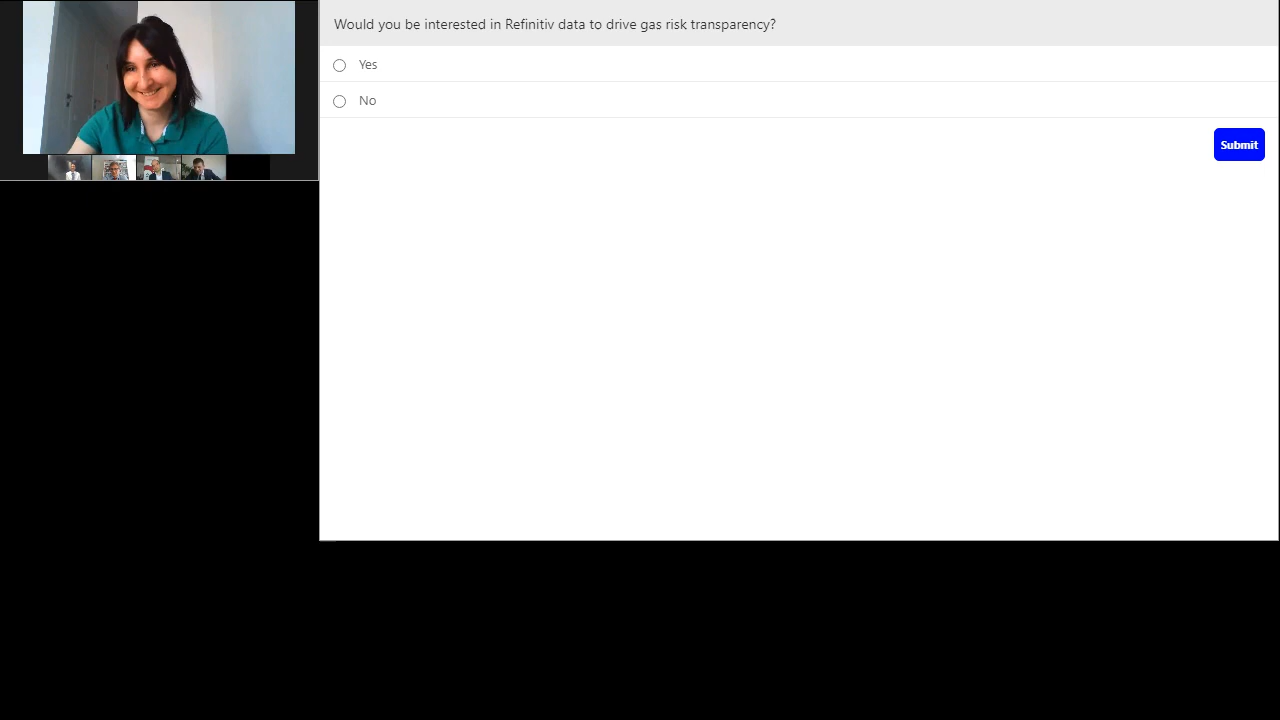 Would you be interested in Refinitiv data to drive gas risk transparency?
Yes
No
Submit